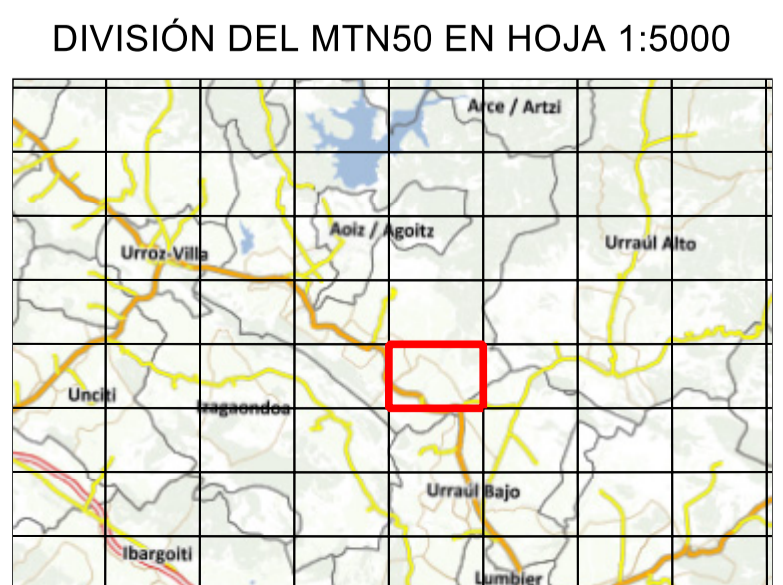 DIVISIÓN DEL MTN50 EN HOJA 1:5000
Arce / Artzi
Aoiz / Agoitz
Urraúl Alto
Urroz-Villa
Unciti
Izagaondoa
Urraúl Bajo
Ibargoiti
Lumbier